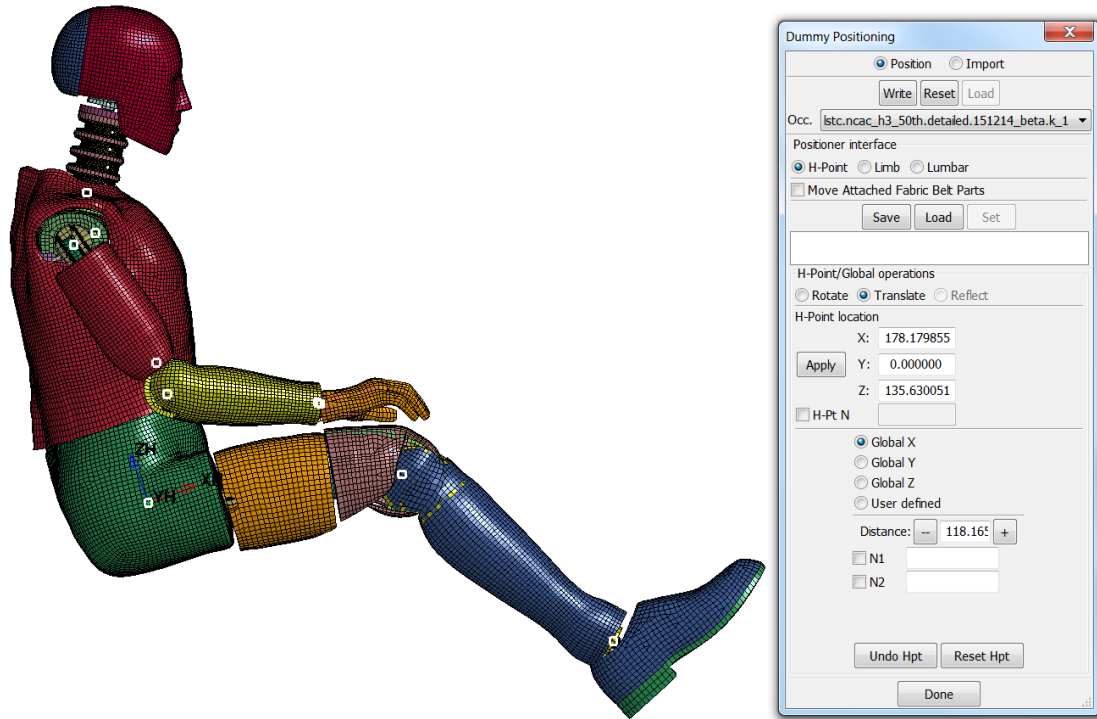 Dummy Positioning
Position Import
Write Reset Load
Occ. lstc.ncac_h3_50th.detailed.151214_beta.k_1
Positioner interface
H-Point Limb Lumbar
Move Attached Fabric Belt Parts
Save Load Set
H-Point/Global operations
Rotate Translate Reflect
H-Point location
X: 178.179855
Apply Y: 0.000000
Z: 135.630051
H-Pt N
Global X
Global Y
Global Z
User defined
Distance: -- 118.165 +
N1
N2
Undo Hpt Reset Hpt
Done
ZH
YH